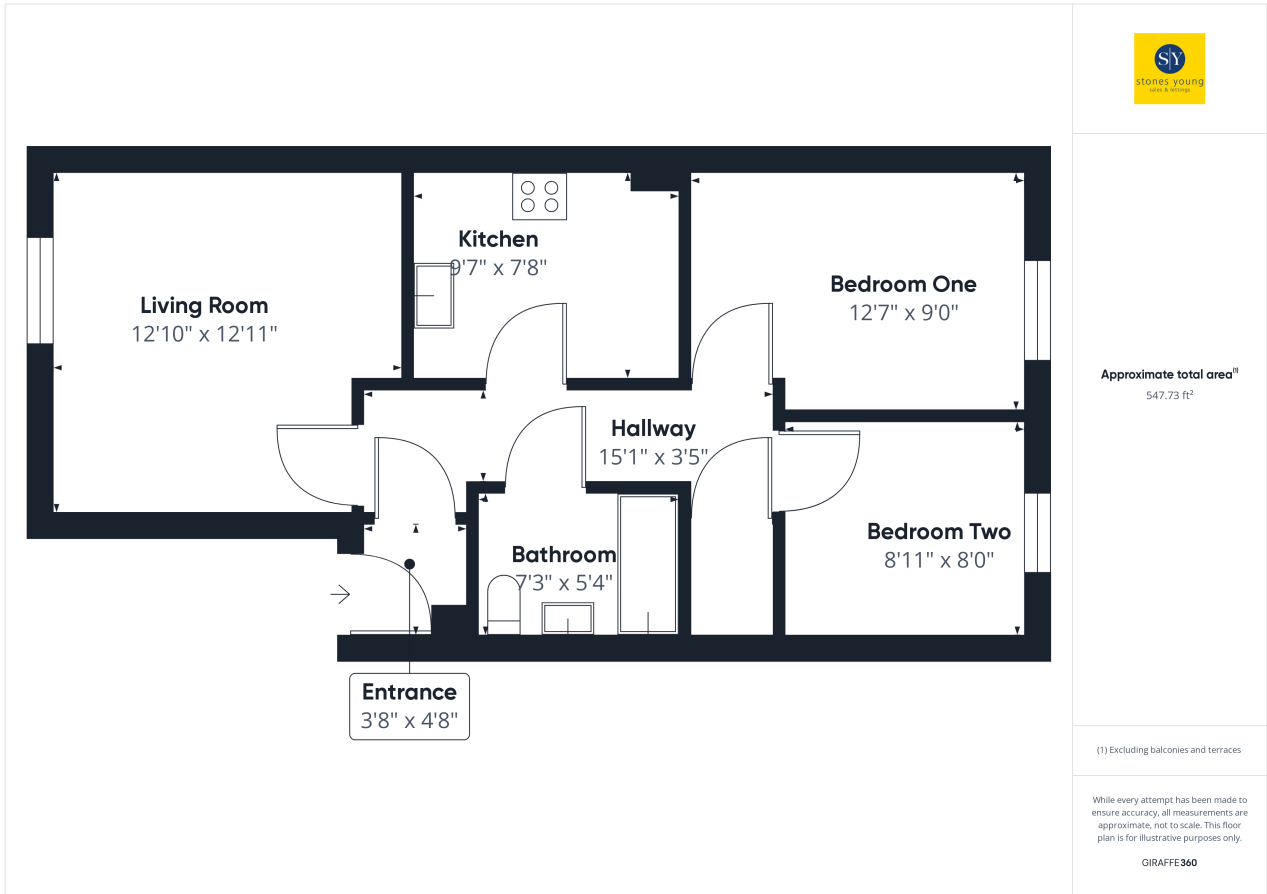 S|Y
stones young
sales & lettings
Kitchen
9'7" x 7'8"
Living Room
12'10" x 12'11"
Bedroom One
12'7" x 9'0"
Hallway
15'1" x 3'5"
Bathroom
7'3" x 5'4"
Bedroom Two
8'11" x 8'0"
Entrance
3'8" x 4'8"
Approximate total area(1)
547.73 ft²
(1) Excluding balconies and terraces
While every attempt has been made to
ensure accuracy, all measurements are
approximate, not to scale. This floor
plan is for illustrative purposes only.
GIRAFFE360